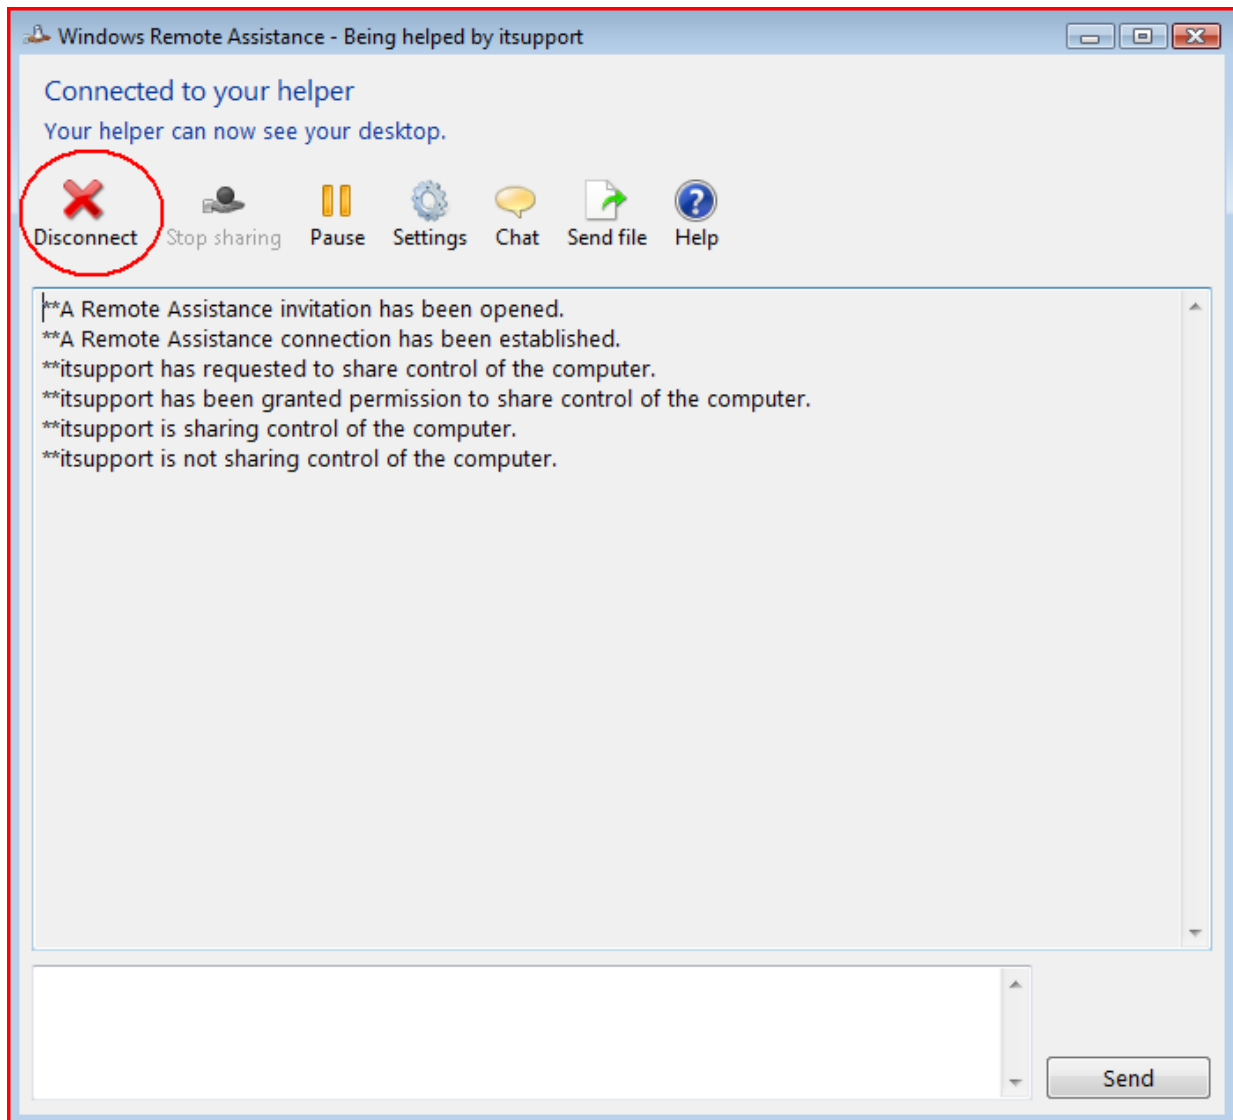 Windows Remote Assistance - Being helped by itsupport
Connected to your helper
Your helper can now see your desktop.
Disconnect Stop sharing Pause Settings Chat Send file Help
**A Remote Assistance invitation has been opened.
**A Remote Assistance connection has been established.
**itsupport has requested to share control of the computer.
**itsupport has been granted permission to share control of the computer.
**itsupport is sharing control of the computer.
**itsupport is not sharing control of the computer.
Send